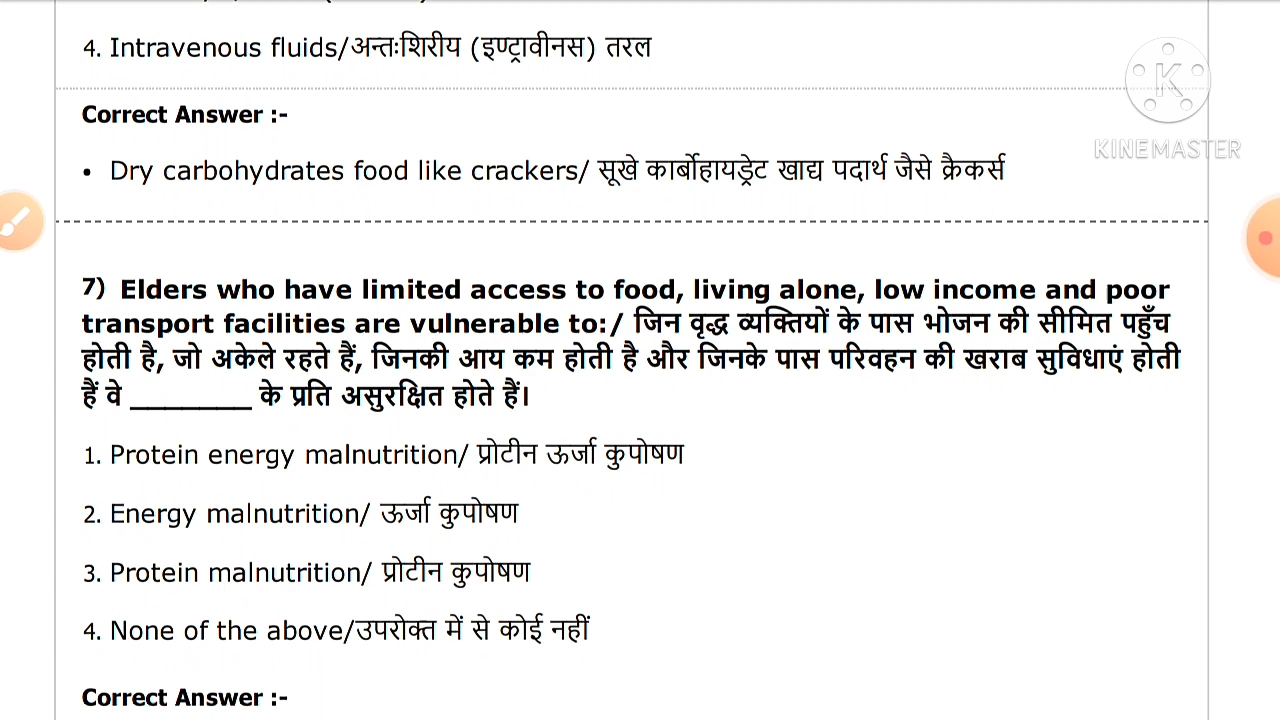 4. Intravenous fluids/अन्तःशिरीय (इण्ट्रावीनस) तरल
Correct Answer :-
• Dry carbohydrates food like crackers/ सूखे कार्बोहायड्रेट खाद्य पदार्थ जैसे क्रैकर्स
K
KINEMASTER
7) Elders who have limited access to food, living alone, low income and poor
transport facilities are vulnerable to:/ जिन वृद्ध व्यक्तियों के पास भोजन की सीमित पहुँच
होती है, जो अकेले रहते हैं, जिनकी आय कम होती है और जिनके पास परिवहन की खराब सुविधाएं होती
हैं वे _______ के प्रति असुरक्षित होते हैं।
1. Protein energy malnutrition/ प्रोटीन ऊर्जा कुपोषण
2. Energy malnutrition/ ऊर्जा कुपोषण
3. Protein malnutrition/ प्रोटीन कुपोषण
4. None of the above/उपरोक्त में से कोई नहीं
Correct Answer :-